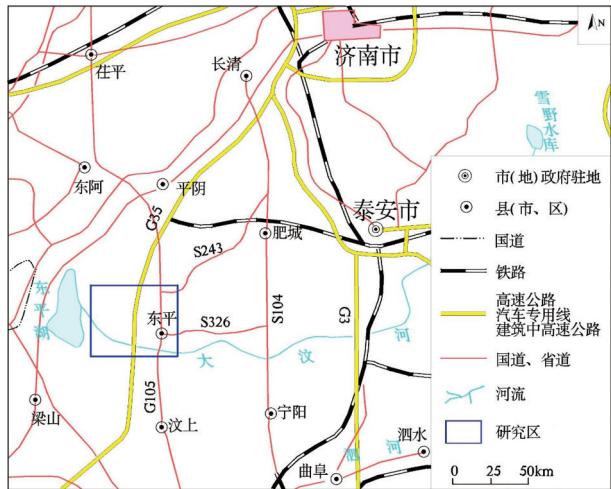 济南市
N
茌平
长清
雪野水库
东阿
平阴
泰安市
G35
肥城
S243
东平湖
S104
G3
东平
S326
大汶河
G105
梁山
汶上
宁阳
泗水
曲阜
泗河
市(地)政府驻地
县(市、区)
国道
铁路
高速公路
汽车专用线
建筑中高速公路
国道、省道
河流
研究区
0 25 50km